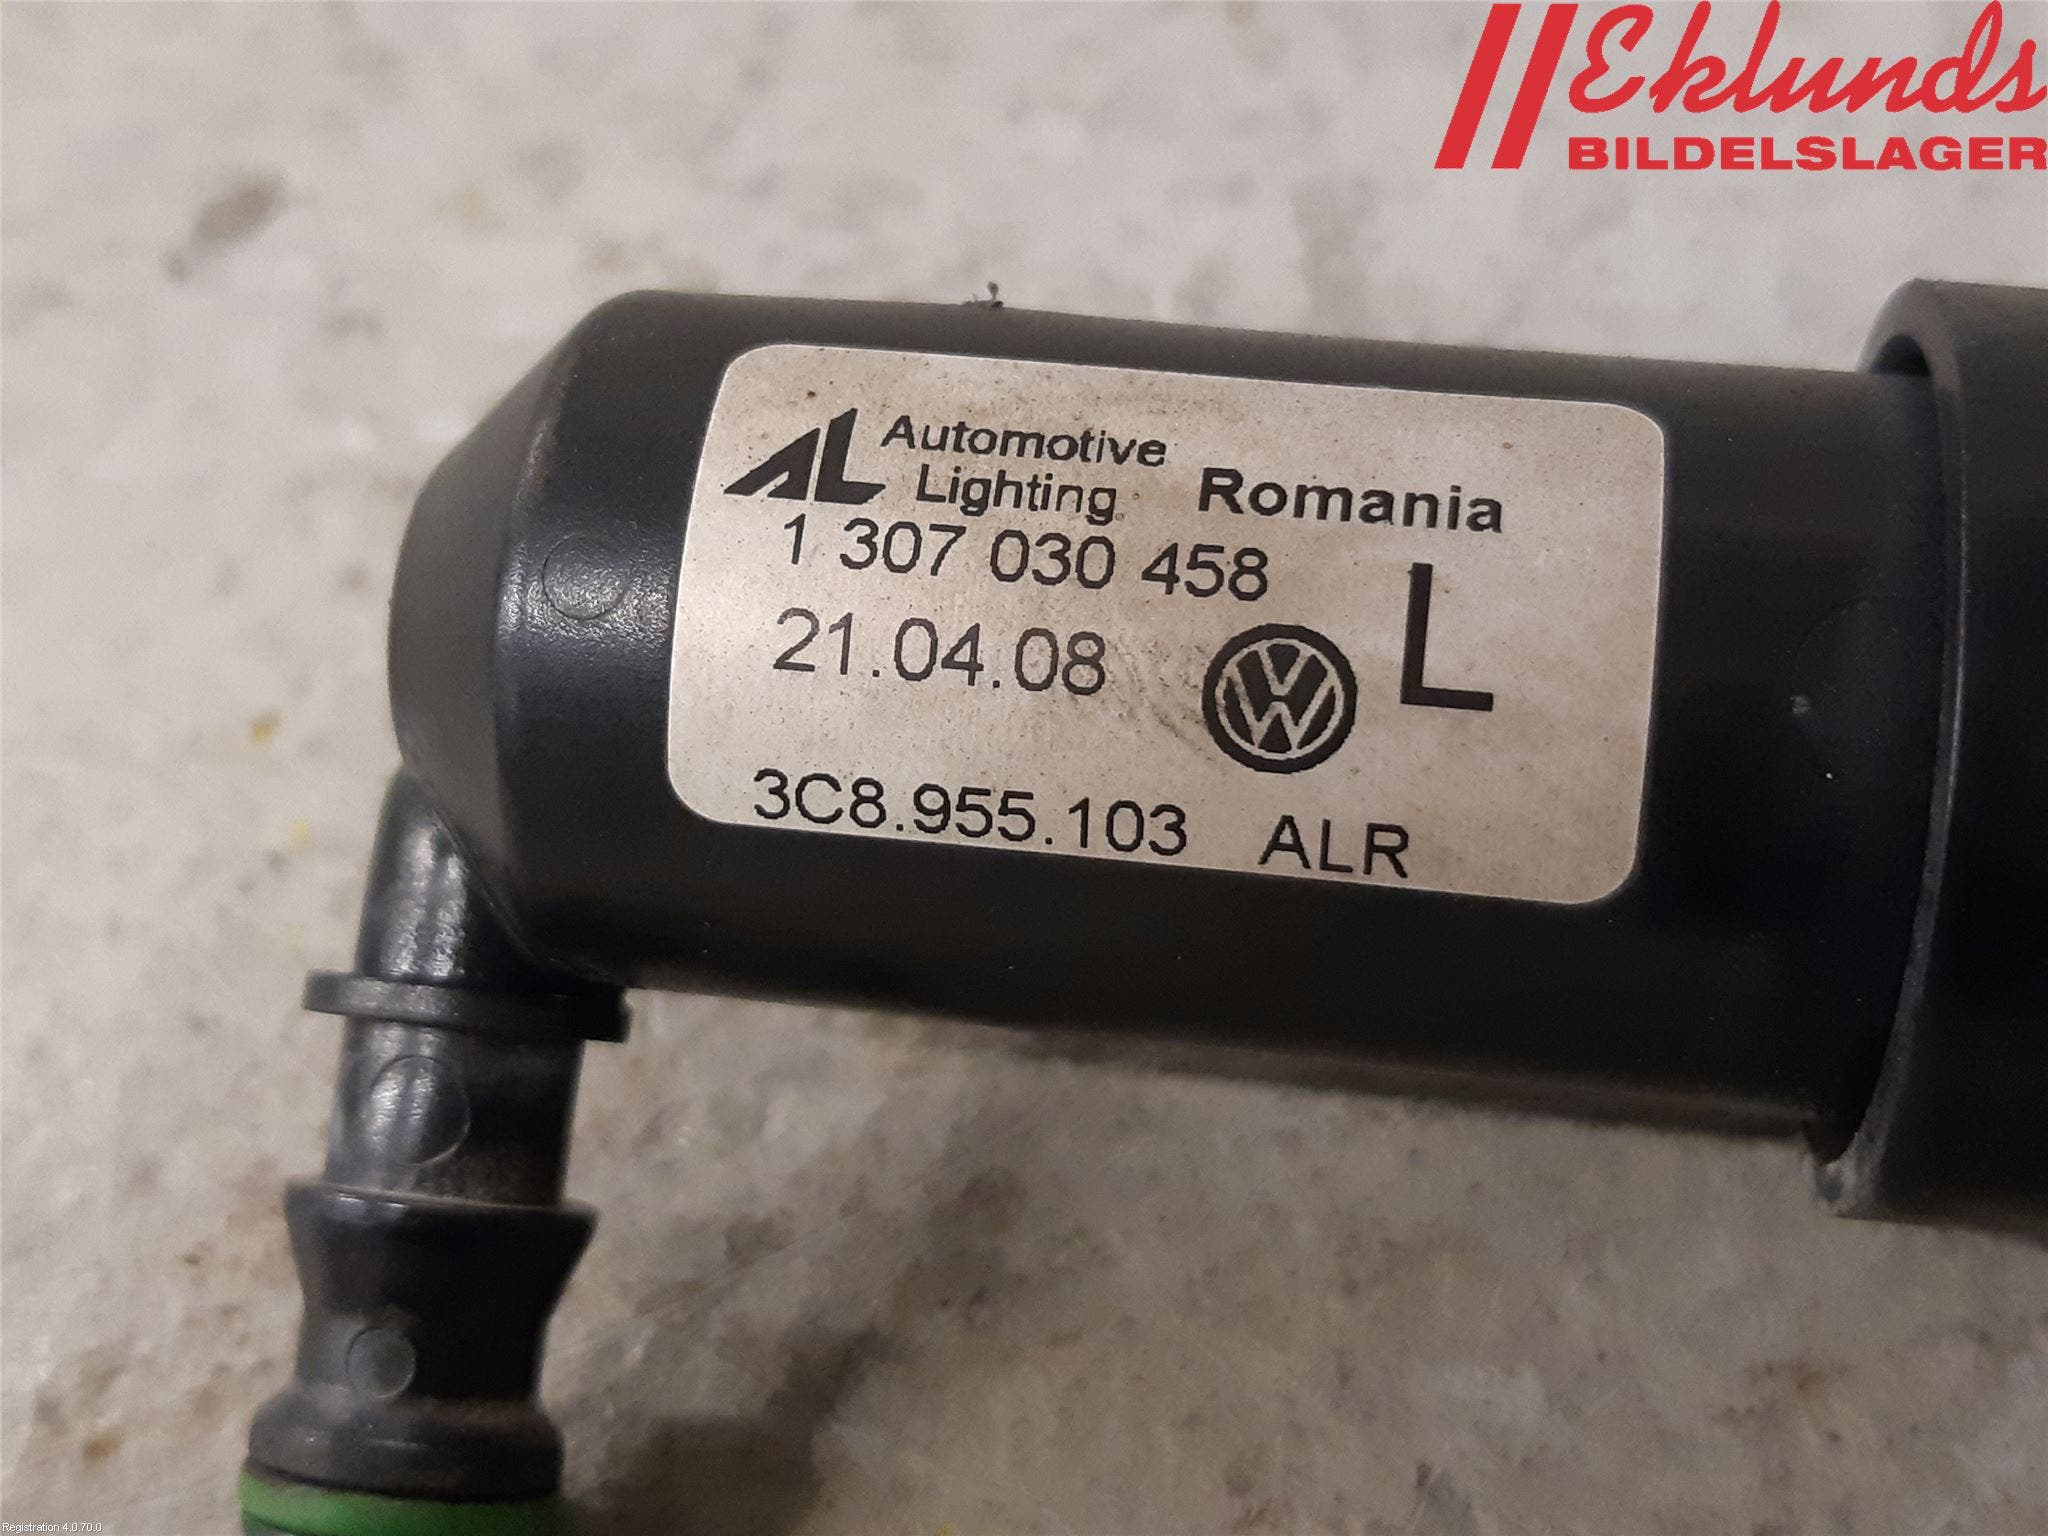 Eklunds
BILDELSLAGER
AL Automotive
Lighting Romania
1 307 030 458
21.04.08 L
3C8.955.103 ALR
Registration 4.0.70.0